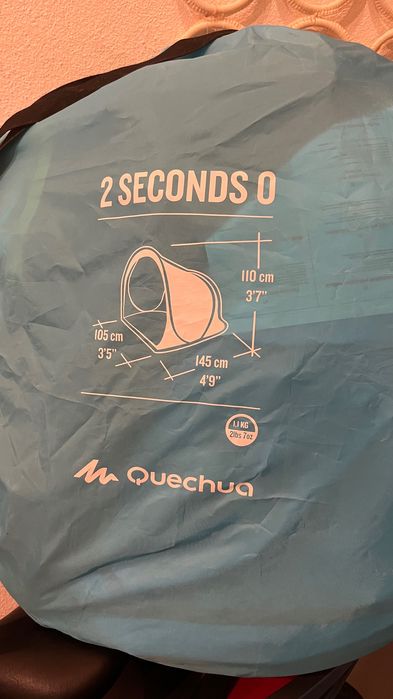 2 SECONDS 0
110 cm
3'7"
105 cm
3'5"
145 cm
4'9"
1,1 KG
2lbs 7oz
Quechua